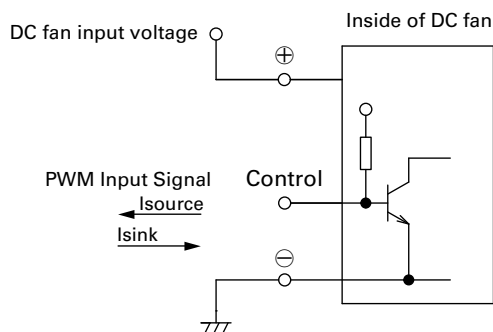 Inside of DC fan
DC fan input voltage
⊕
PWM Input Signal
Control
Isource
Isink
⊖